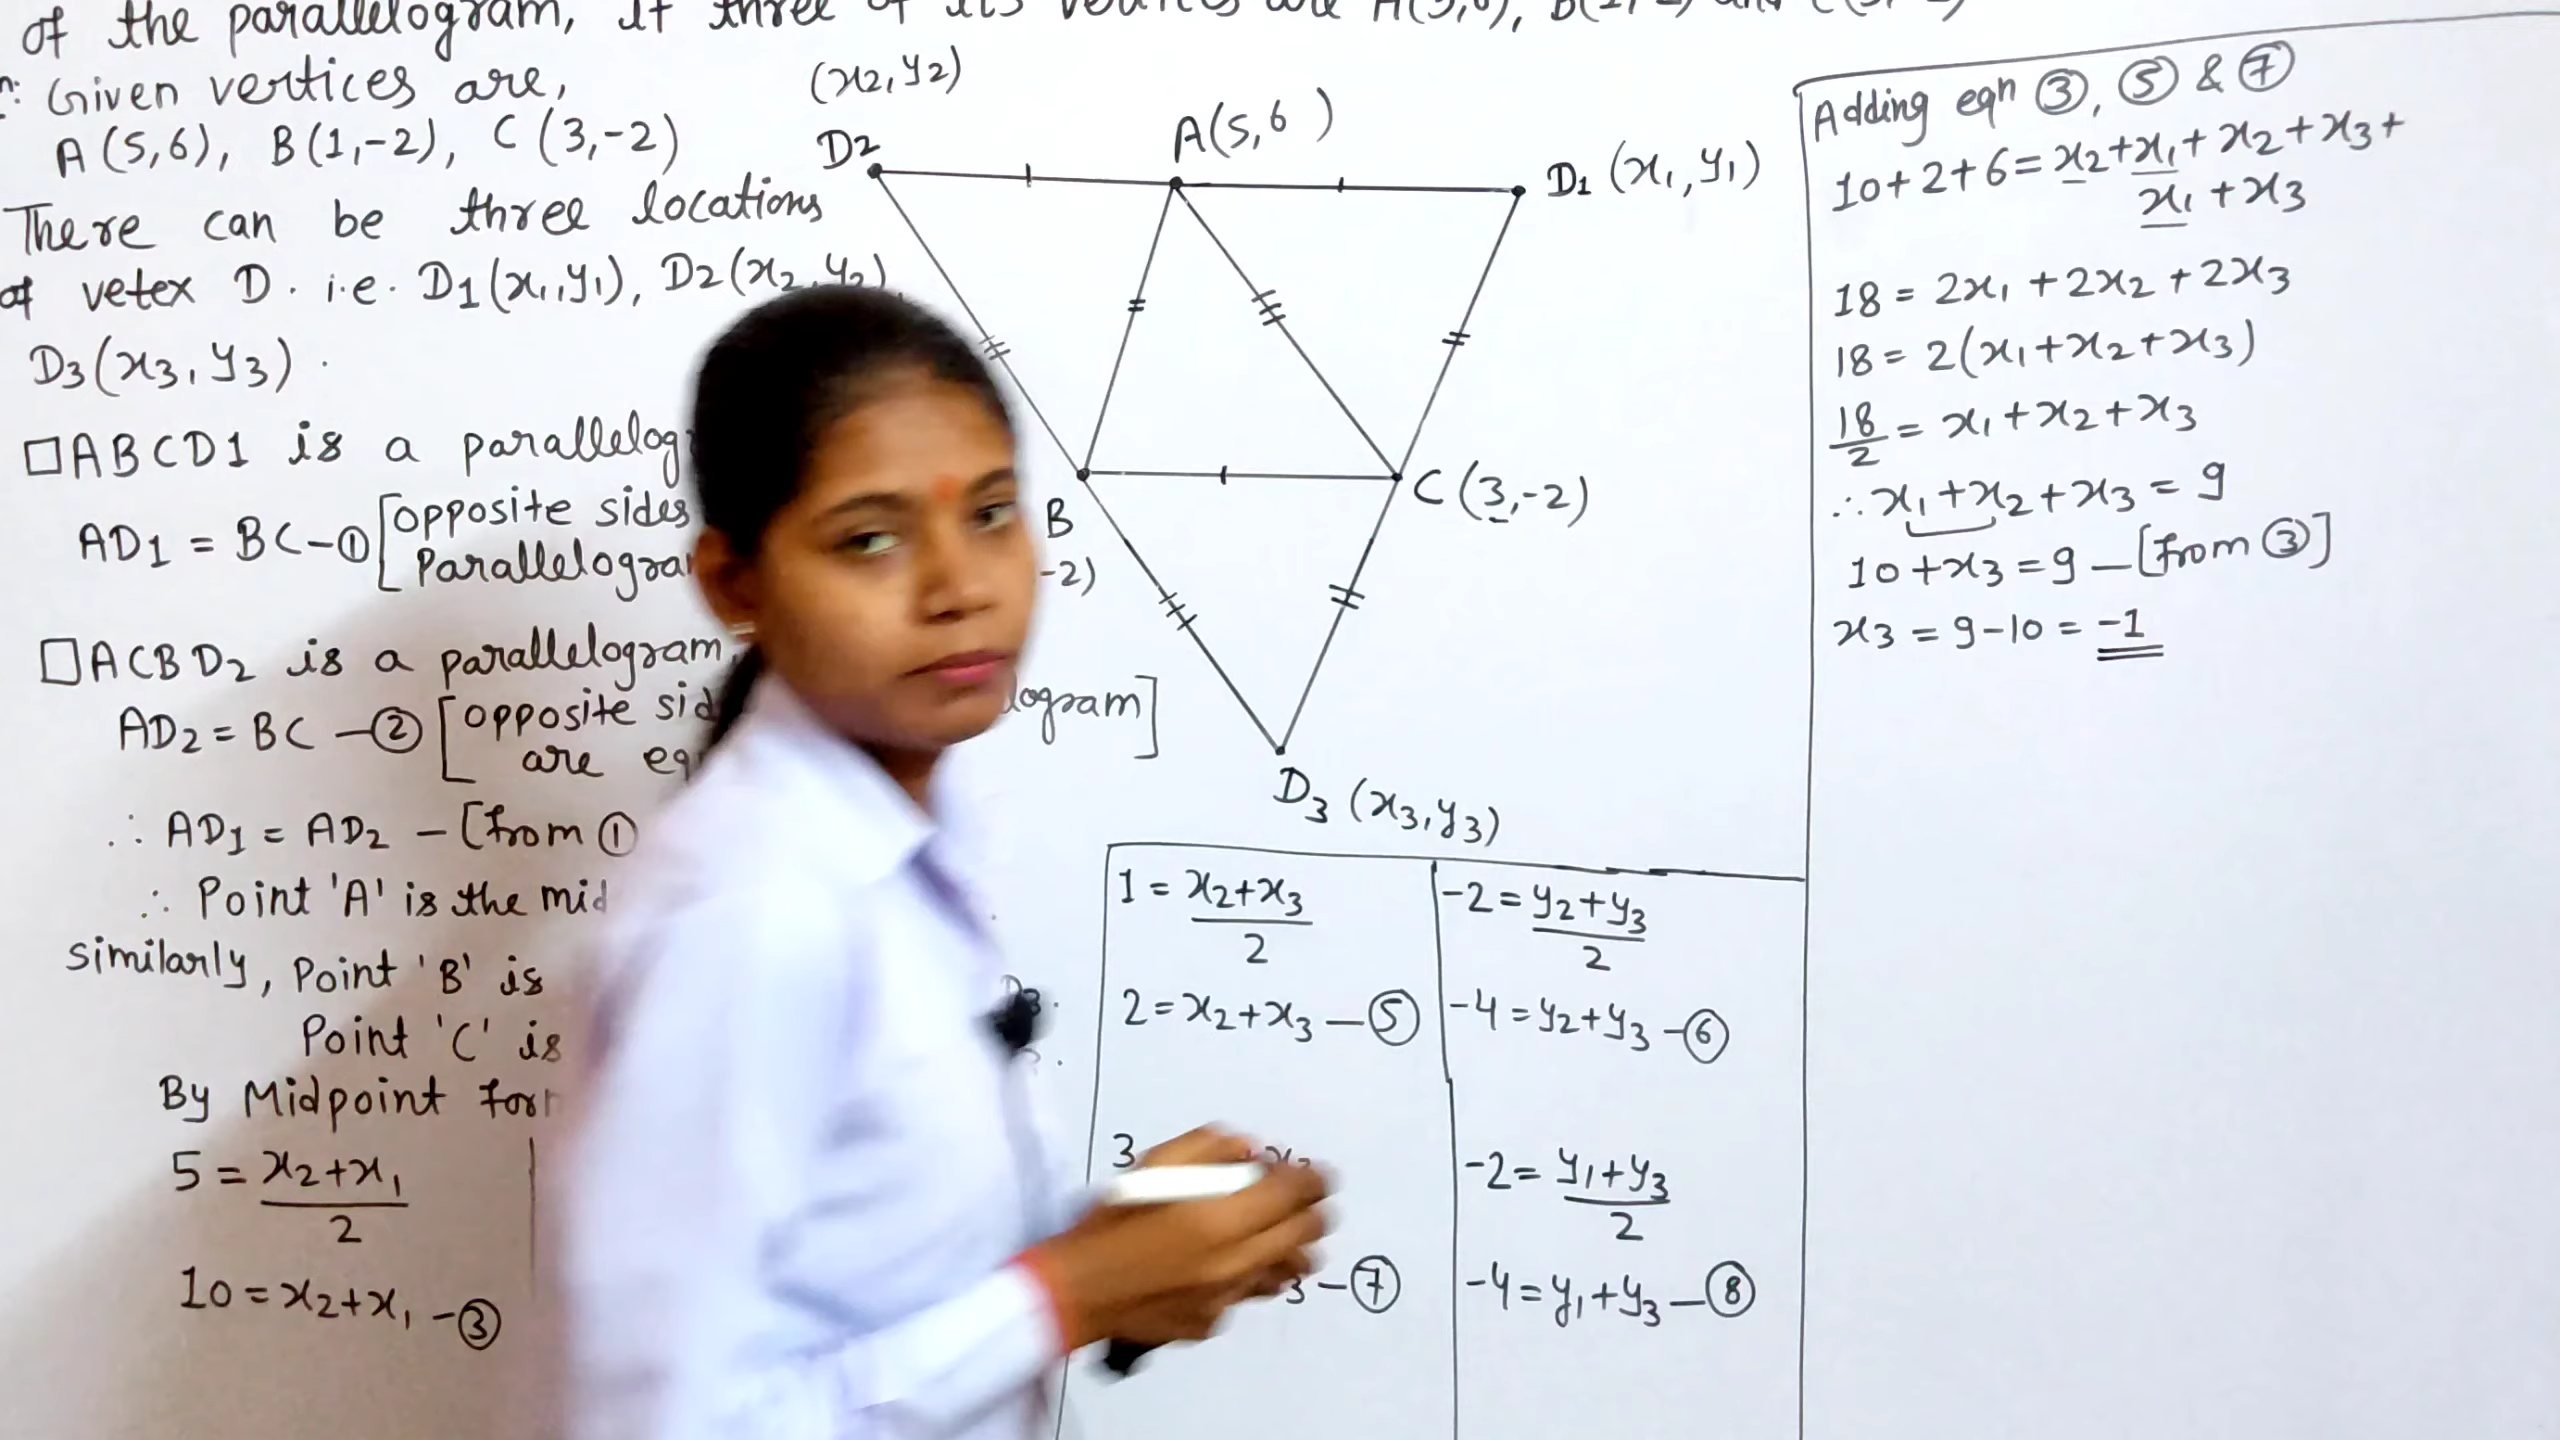 of the parallelogram, if three of its vertices are A(5,6), B(1,-2) and C(3,-2)
Given vertices are,
A(5,6), B(1,-2), C(3,-2)
There can be three locations
of vetex D. i.e. D1(x1,y1), D2(x2,y2),
D3(x3,y3).
□ABCD1 is a
AD1 = BC-① [opposite sides
□ACBD2 is a parallelogram,
AD2 = BC -② [opposite
are
∴ AD1 = AD2 - [from ①
∴ Point 'A' is the
similarly, Point 'B' is
Point 'C' is
By Midpoint
5 = x2+x1
2
10 = x2+x1 -③
(x2,y2)
D2
A(5,6)
D1 (x1,y1)
B
-2)
C(3,-2)
D3 (x3,y3)
1 = x2+x3
2
2 = x2+x3 -⑤
3
3-⑦
-2 = y2+y3
2
-4 = y2+y3 -⑥
-2 = y1+y3
2
-4 = y1+y3 -⑧
Adding eqn ③, ⑤ & ⑦
10+2+6 = x2+x1+x2+x3+
x1+x3
18 = 2x1+2x2+2x3
18 = 2(x1+x2+x3)
18/2 = x1+x2+x3
∴ x1+x2+x3 = 9
10+x3 = 9 -[from ③]
x3 = 9-10 = -1